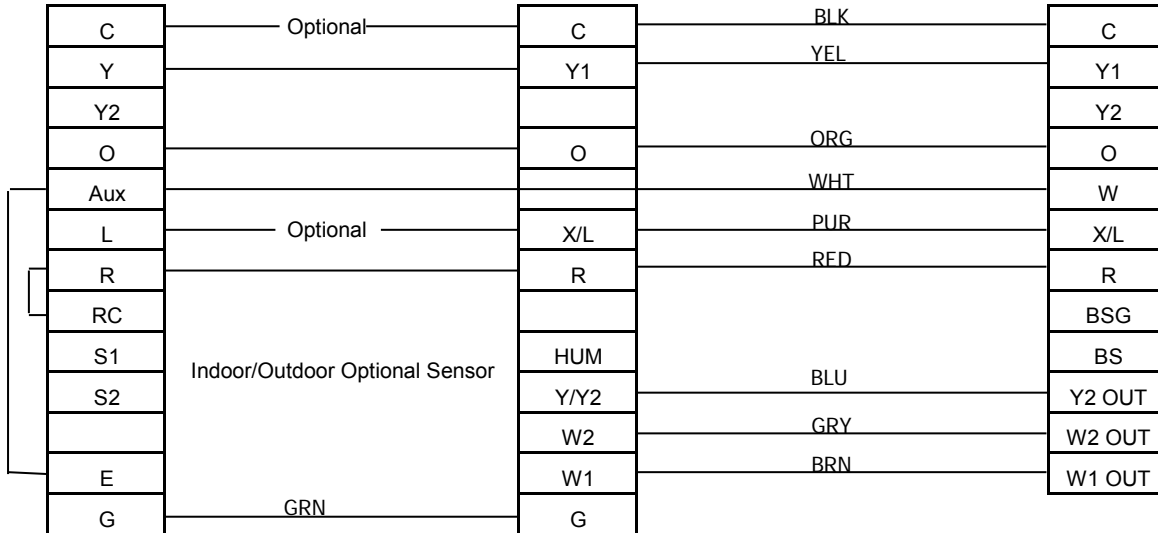 C Optional C BLK C
Y Y1 YEL Y1
Y2 Y2
O O ORG O
Aux WHT W
L Optional X/L PUR X/L
R R RED R
RC BSG
S1 Indoor/Outdoor Optional Sensor HUM BS
S2 Y/Y2 BLU Y2 OUT
W2 GRY W2 OUT
E W1 BRN W1 OUT
G GRN G